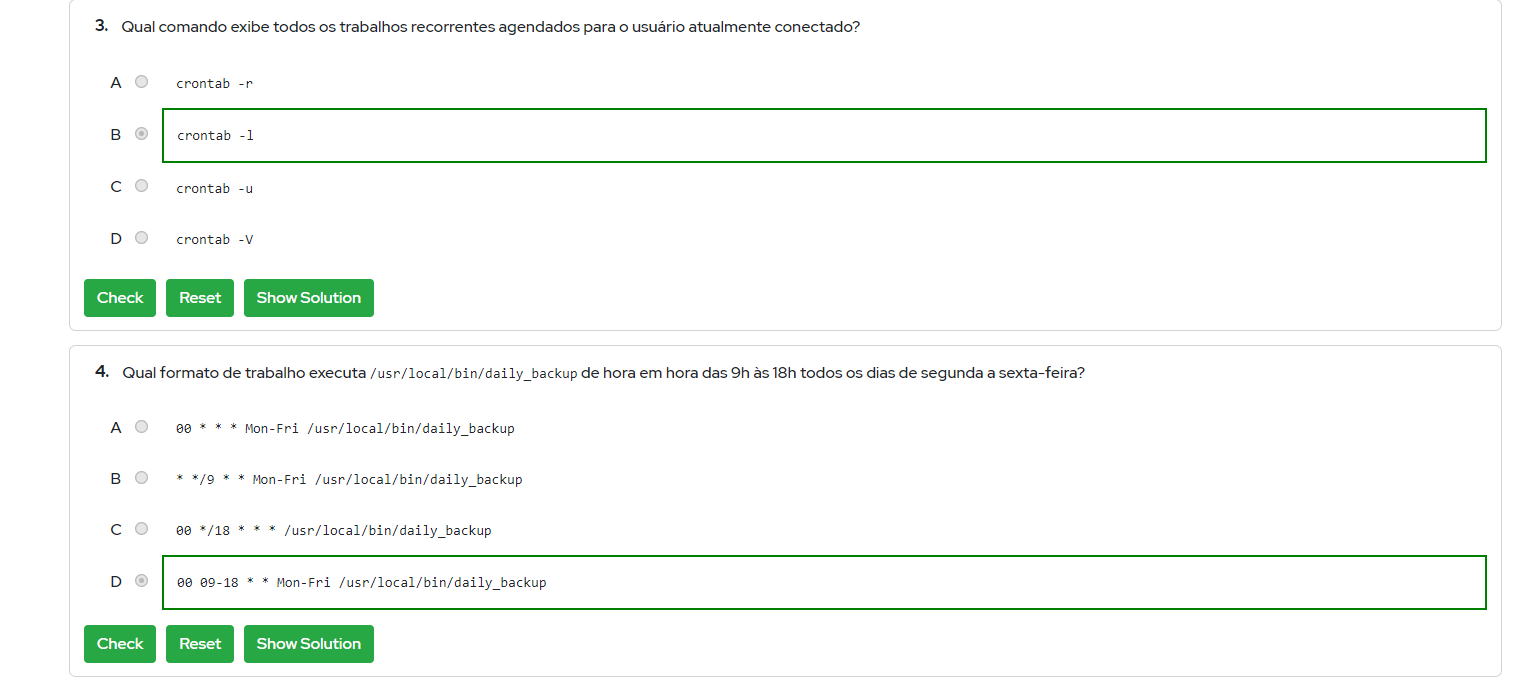 3. Qual comando exibe todos os trabalhos recorrentes agendados para o usuário atualmente conectado?
A crontab -r
B crontab -l
C crontab -u
D crontab -V
Check Reset Show Solution
4. Qual formato de trabalho executa /usr/local/bin/daily_backup de hora em hora das 9h às 18h todos os dias de segunda a sexta-feira?
A 00 * * * Mon-Fri /usr/local/bin/daily_backup
B * */9 * * Mon-Fri /usr/local/bin/daily_backup
C 00 */18 * * * /usr/local/bin/daily_backup
D 00 09-18 * * Mon-Fri /usr/local/bin/daily_backup
Check Reset Show Solution